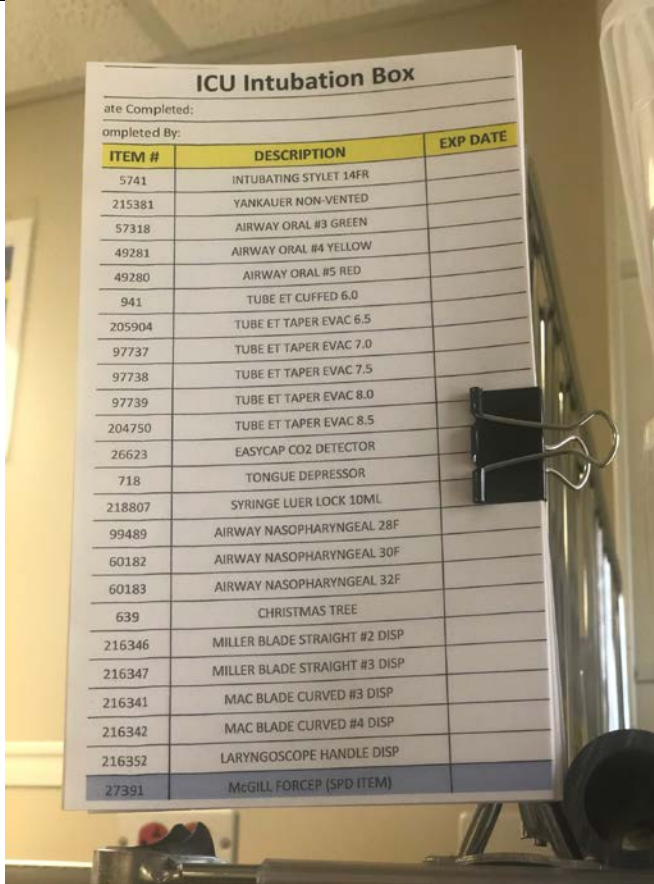 ICU Intubation Box
ate Completed:
ompleted By:
ITEM # DESCRIPTION EXP DATE
5741 INTUBATING STYLET 14FR
215381 YANKAUER NON-VENTED
57318 AIRWAY ORAL #3 GREEN
49281 AIRWAY ORAL #4 YELLOW
49280 AIRWAY ORAL #5 RED
941 TUBE ET CUFFED 6.0
205904 TUBE ET TAPER EVAC 6.5
97737 TUBE ET TAPER EVAC 7.0
97738 TUBE ET TAPER EVAC 7.5
97739 TUBE ET TAPER EVAC 8.0
204750 TUBE ET TAPER EVAC 8.5
26623 EASYCAP CO2 DETECTOR
718 TONGUE DEPRESSOR
218807 SYRINGE LUER LOCK 10ML
99489 AIRWAY NASOPHARYNGEAL 28F
60182 AIRWAY NASOPHARYNGEAL 30F
60183 AIRWAY NASOPHARYNGEAL 32F
639 CHRISTMAS TREE
216346 MILLER BLADE STRAIGHT #2 DISP
216347 MILLER BLADE STRAIGHT #3 DISP
216341 MAC BLADE CURVED #3 DISP
216342 MAC BLADE CURVED #4 DISP
216352 LARYNGOSCOPE HANDLE DISP
27391 McGILL FORCEP (SPD ITEM)